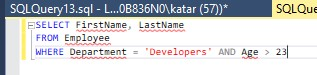 SQLQuery13.sql - L...0B836N0\katar (57))*
SQLQue
SELECT FirstName, LastName
FROM Employee
WHERE Department = 'Developers' AND Age > 23